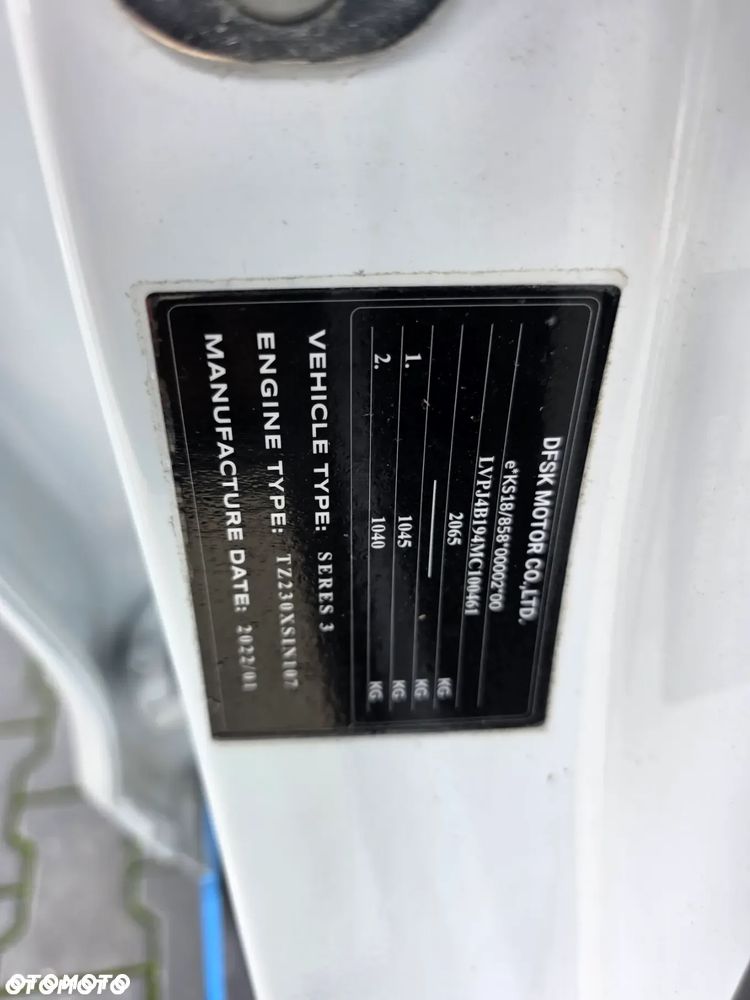 DFSK MOTOR CO.,LTD.
e*KS18/858*00002*00
LVPJ4B194MC100461
2065 KG
KG
1. 1045 KG
2. 1040 KG
VEHICLE TYPE: SERES 3
ENGINE TYPE: TZ230XSIN107
MANUFACTURE DATE: 2022/01
OTOMOTO